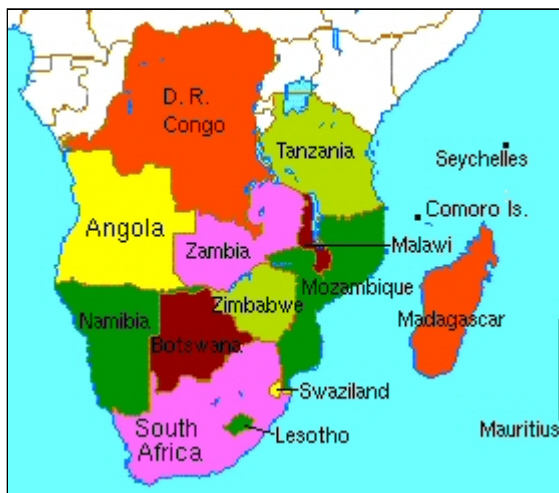 D. R.
Congo
Tanzania
Seychelles
Angola
Comoro Is.
Zambia
Malawi
Mozambique
Zimbabwe
Namibia
Madagascar
Botswana
Swaziland
South
Africa
Lesotho
Mauritius